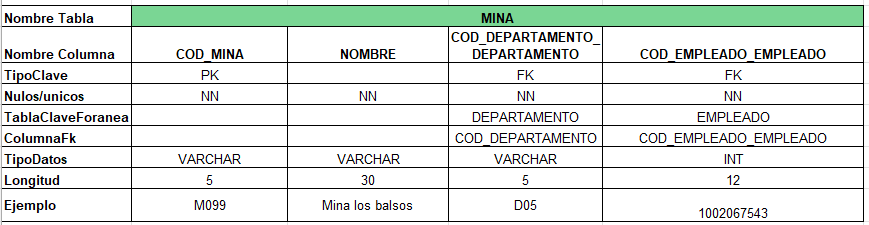 Nombre Tabla MINA
Nombre Columna COD_MINA NOMBRE COD_DEPARTAMENTO_ DEPARTAMENTO COD_EMPLEADO_EMPLEADO
TipoClave PK FK FK
Nulos/unicos NN NN NN NN
TablaClaveForanea DEPARTAMENTO EMPLEADO
ColumnaFk COD_DEPARTAMENTO COD_EMPLEADO_EMPLEADO
TipoDatos VARCHAR VARCHAR VARCHAR INT
Longitud 5 30 5 12
Ejemplo M099 Mina los balsos D05 1002067543